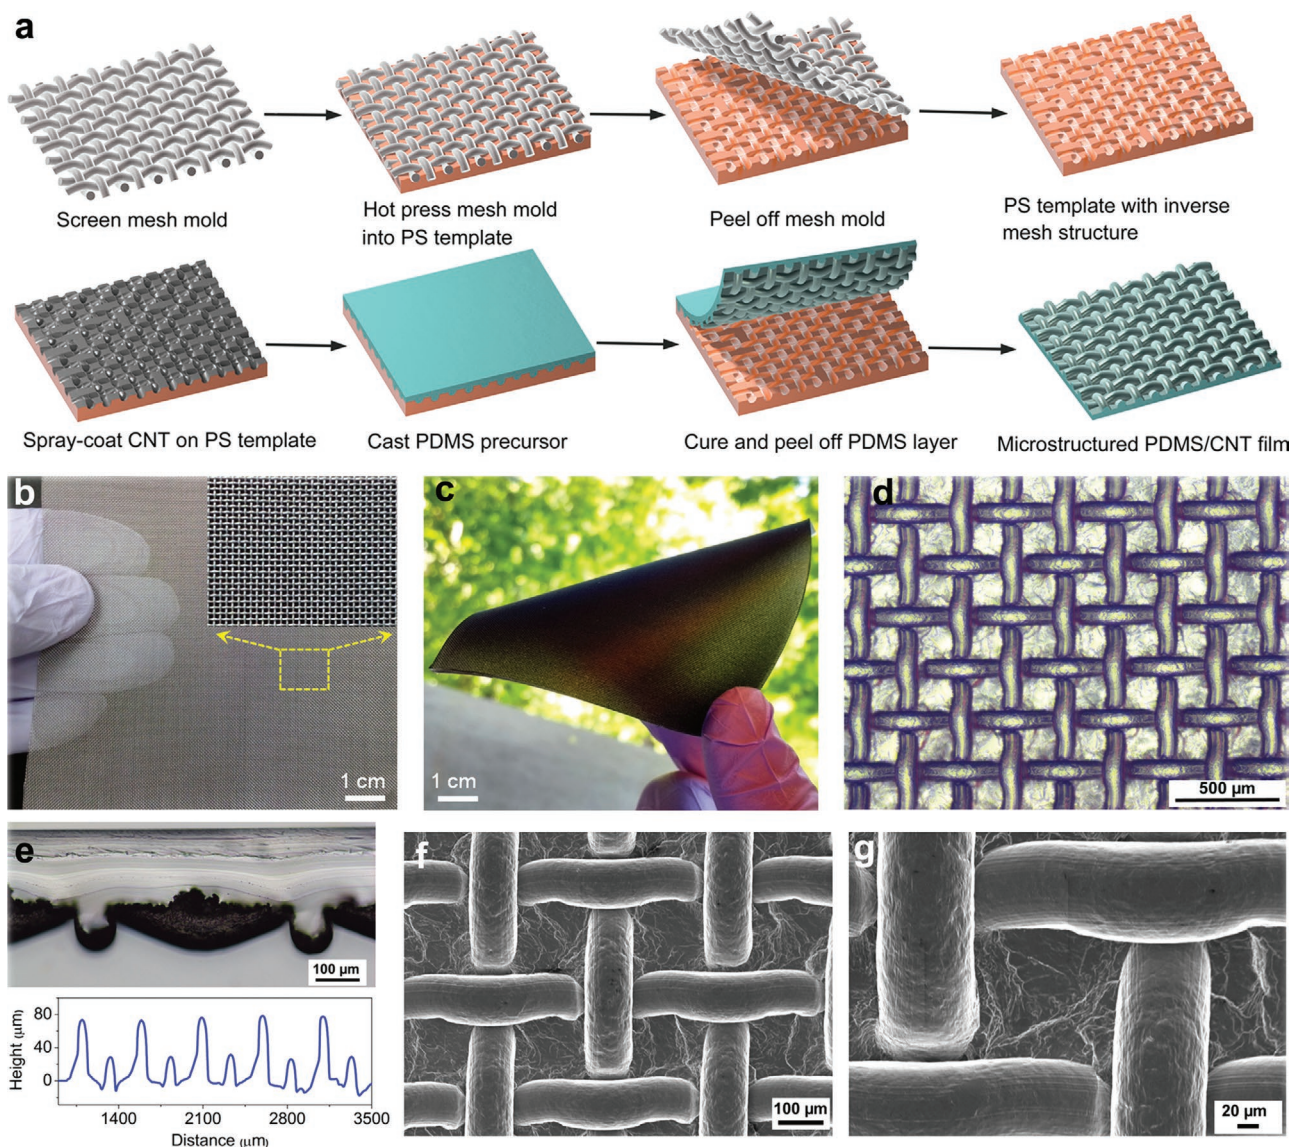 a
Screen mesh mold
Hot press mesh mold
into PS template
Peel off mesh mold
PS template with inverse
mesh structure
Spray-coat CNT on PS template
Cast PDMS precursor
Cure and peel off PDMS layer
Microstructured PDMS/CNT film
b
1 cm
c
1 cm
d
500 µm
e
100 µm
Height (µm)
80
40
0
1400
2100
2800
3500
Distance (µm)
f
100 µm
g
20 µm